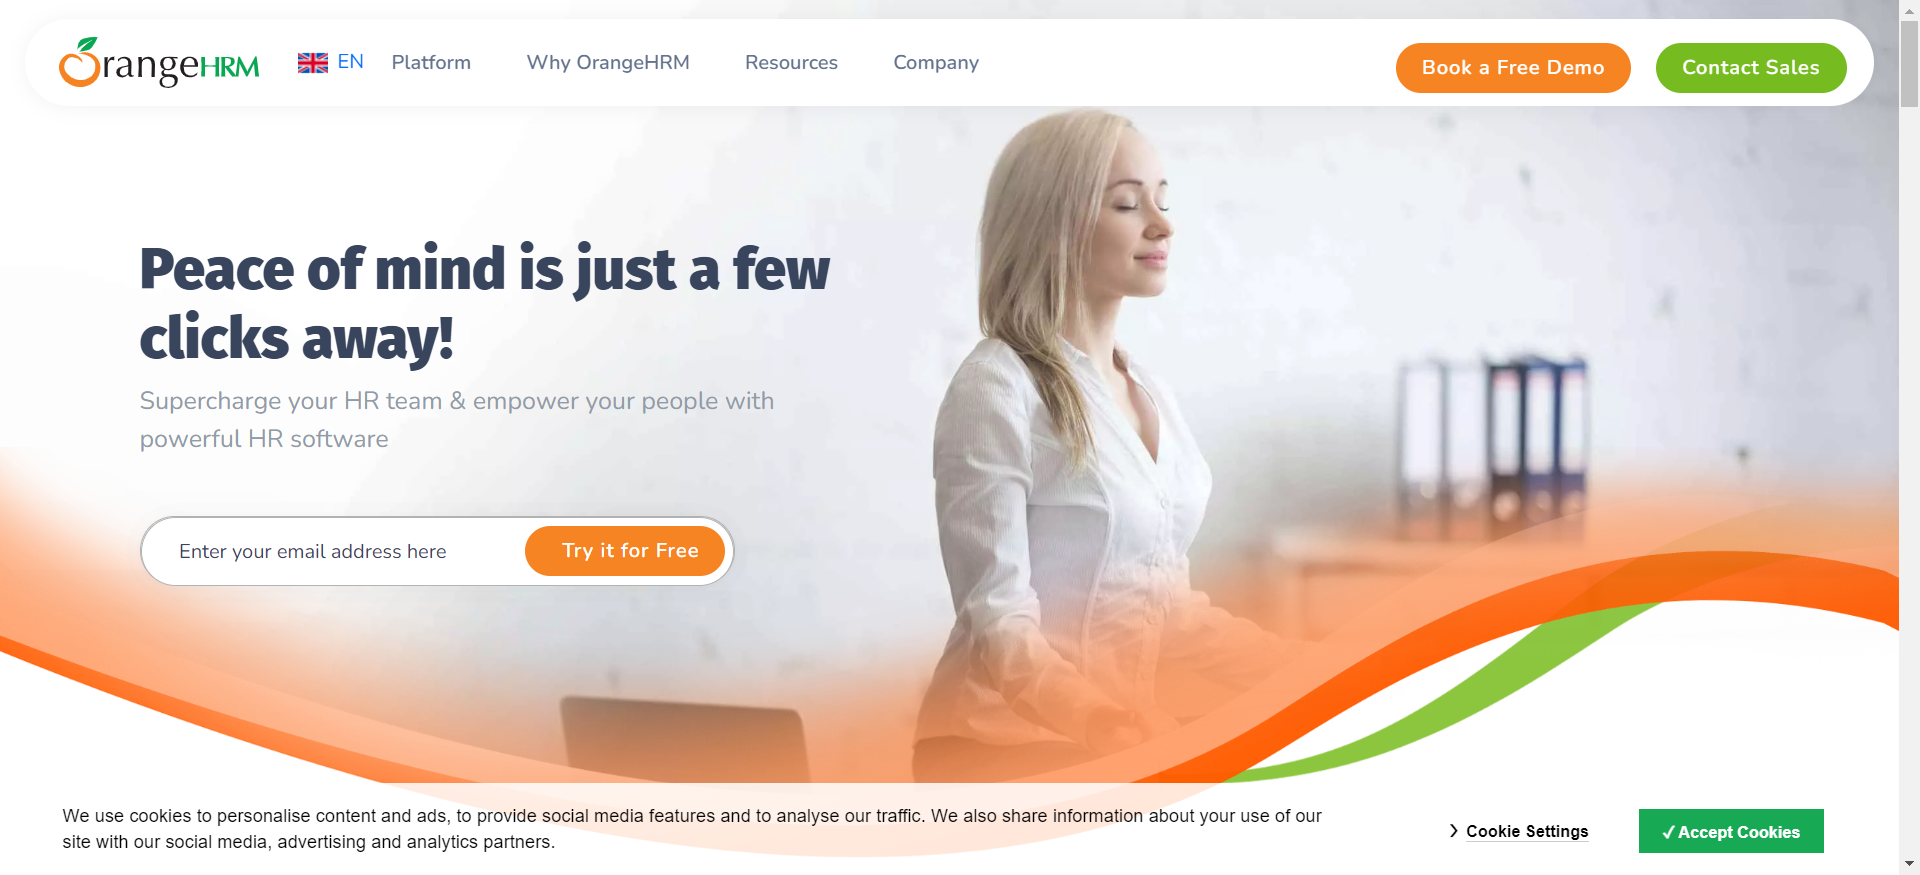 OrangeHRM
EN
Platform
Why OrangeHRM
Resources
Company
Book a Free Demo
Contact Sales
Peace of mind is just a few
clicks away!
Supercharge your HR team & empower your people with
powerful HR software
Enter your email address here
Try it for Free
We use cookies to personalise content and ads, to provide social media features and to analyse our traffic. We also share information about your use of our
site with our social media, advertising and analytics partners.
Cookie Settings
✓ Accept Cookies